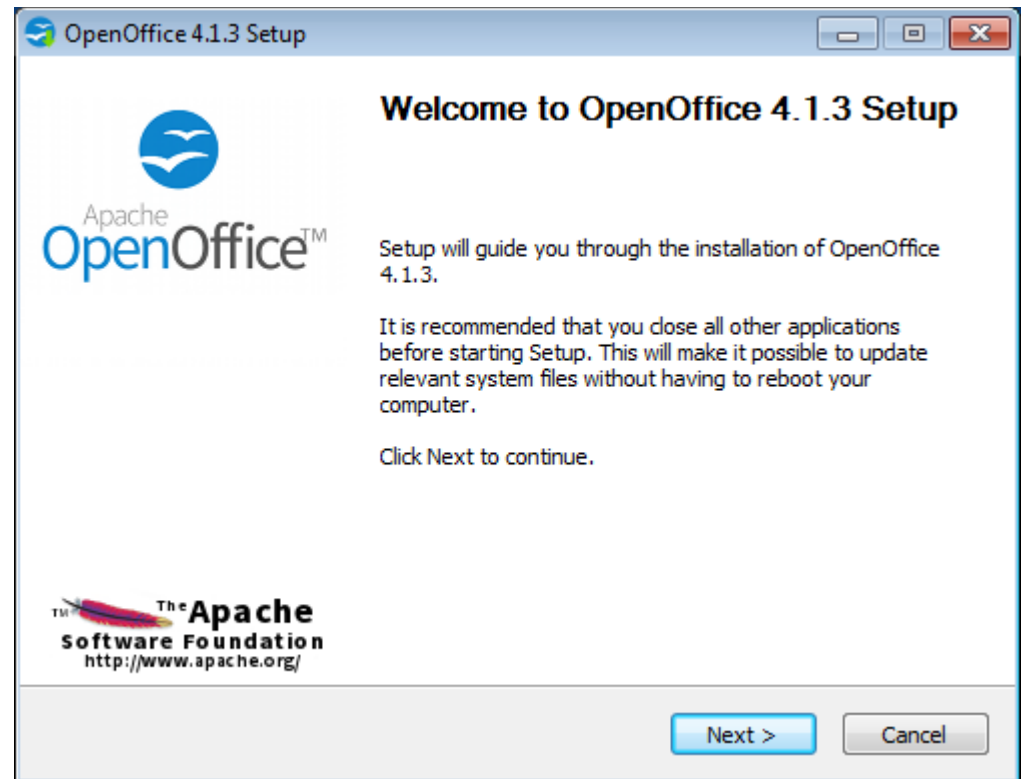 OpenOffice 4.1.3 Setup
Welcome to OpenOffice 4.1.3 Setup
Apache
OpenOffice™
Setup will guide you through the installation of OpenOffice
4.1.3.
It is recommended that you close all other applications
before starting Setup. This will make it possible to update
relevant system files without having to reboot your
computer.
Click Next to continue.
TM The Apache
Software Foundation
http://www.apache.org/
Next >
Cancel